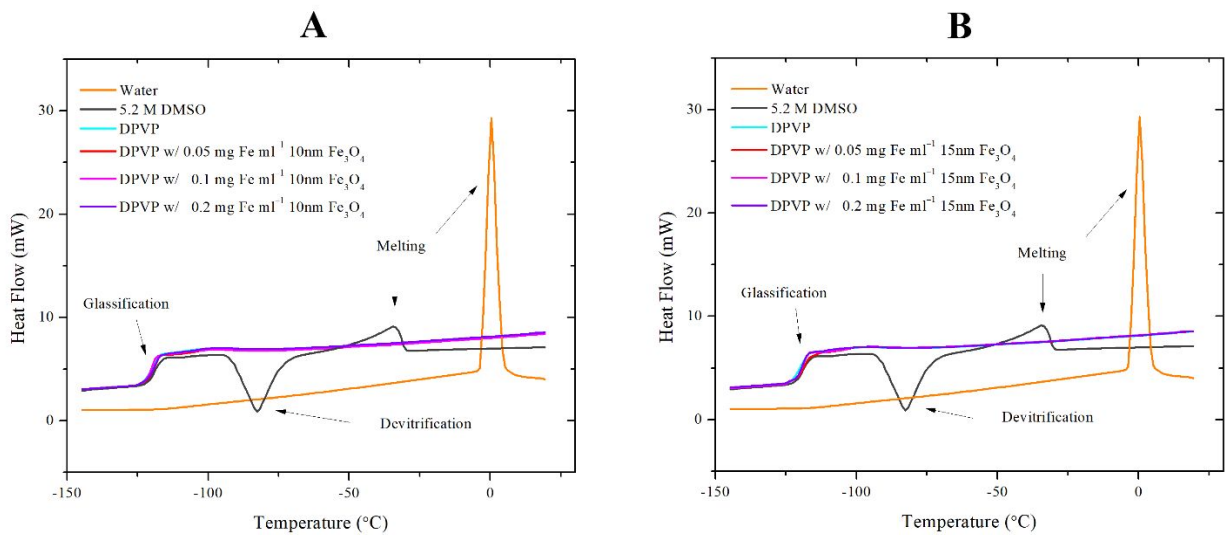 A
30
20
10
0
Heat Flow (mW)
Water
5.2 M DMSO
DPVP
DPVP w/ 0.05 mg Fe ml⁻¹ 10nm Fe₃O₄
DPVP w/ 0.1 mg Fe ml⁻¹ 10nm Fe₃O₄
DPVP w/ 0.2 mg Fe ml⁻¹ 10nm Fe₃O₄
Melting
Glassification
Devitrification
-150
-100
-50
0
Temperature (°C)
B
30
20
10
0
Heat Flow (mW)
Water
5.2 M DMSO
DPVP
DPVP w/ 0.05 mg Fe ml⁻¹ 15nm Fe₃O₄
DPVP w/ 0.1 mg Fe ml⁻¹ 15nm Fe₃O₄
DPVP w/ 0.2 mg Fe ml⁻¹ 15nm Fe₃O₄
Melting
Glassification
Devitrification
-150
-100
-50
0
Temperature (°C)